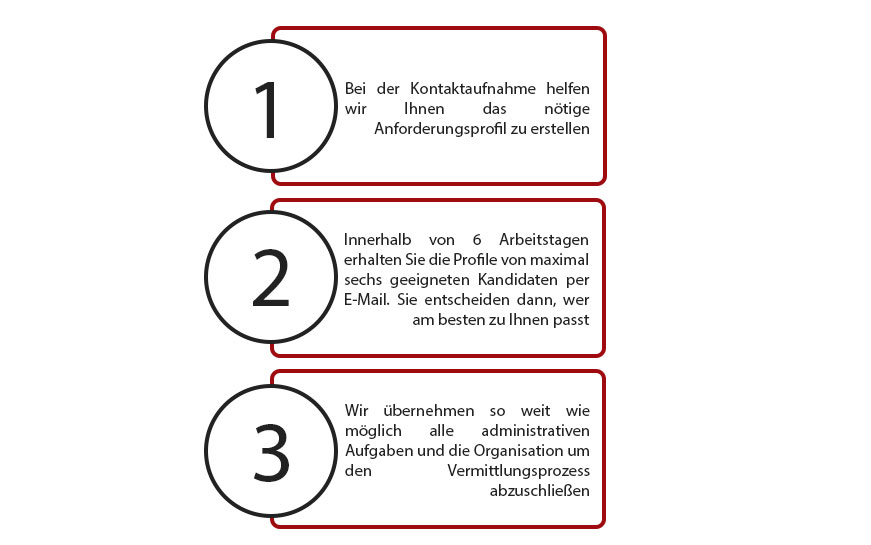 1
Bei der Kontaktaufnahme helfen
wir Ihnen das nötige
Anforderungsprofil zu erstellen
2
Innerhalb von 6 Arbeitstagen
erhalten Sie die Profile von maximal
sechs geeigneten Kandidaten per
E-Mail. Sie entscheiden dann, wer
am besten zu Ihnen passt
3
Wir übernehmen so weit wie
möglich alle administrativen
Aufgaben und die Organisation um
den Vermittlungsprozess
abzuschließen